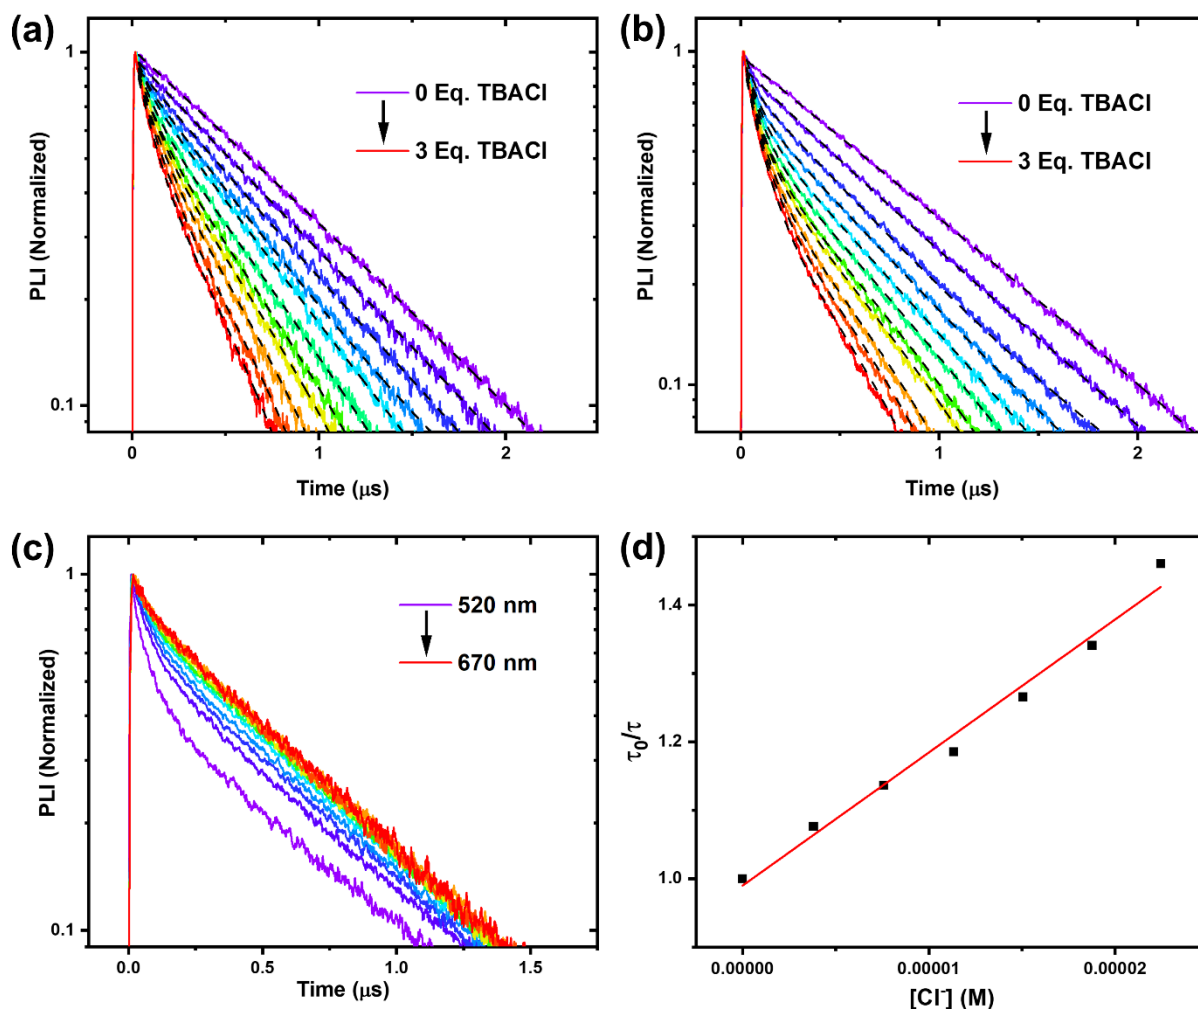 (a)
1
0 Eq. TBACl
3 Eq. TBACl
PLI (Normalized)
0.1
0
1
2
Time (μs)
(b)
1
0 Eq. TBACl
3 Eq. TBACl
PLI (Normalized)
0.1
0
1
2
Time (μs)
(c)
1
520 nm
670 nm
PLI (Normalized)
0.1
0.0
0.5
1.0
1.5
Time (μs)
(d)
1.4
1.2
1.0
τ₀/τ
0.00000
0.00001
0.00002
[Cl⁻] (M)